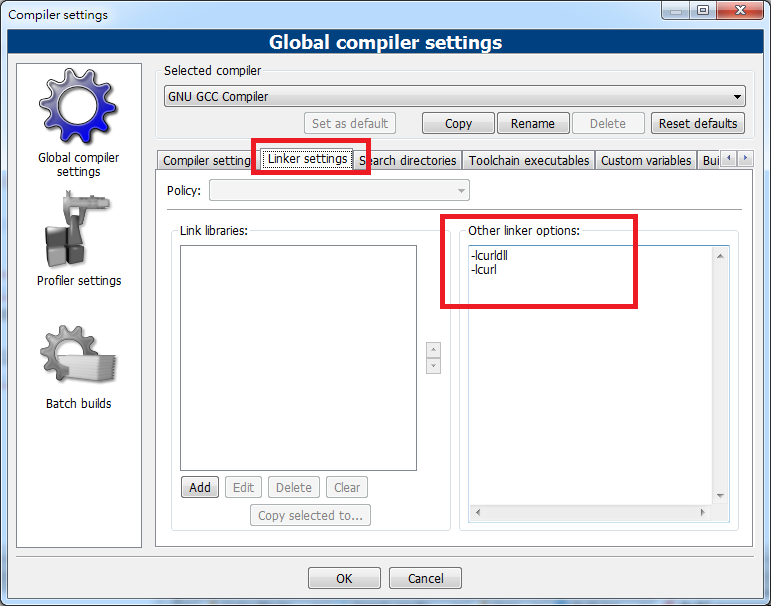 Compiler settings
Global compiler settings
Global compiler
settings
Profiler settings
Batch builds
Selected compiler
GNU GCC Compiler
Set as default
Copy
Rename
Delete
Reset defaults
Compiler setting
Linker settings
Search directories
Toolchain executables
Custom variables
Bui
Policy:
Link libraries:
Add
Edit
Delete
Clear
Copy selected to...
Other linker options:
-lcurldll
-lcurl
OK
Cancel